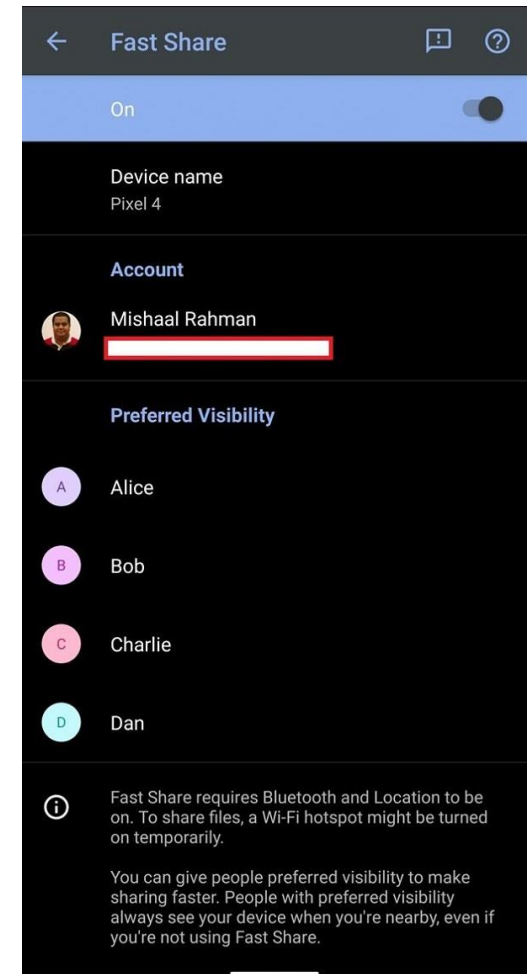 Fast Share
On
Device name
Pixel 4
Account
Mishaal Rahman
Preferred Visibility
A
Alice
B
Bob
C
Charlie
D
Dan
Fast Share requires Bluetooth and Location to be
on. To share files, a Wi-Fi hotspot might be turned
on temporarily.
You can give people preferred visibility to make
sharing faster. People with preferred visibility
always see your device when you're nearby, even if
you're not using Fast Share.